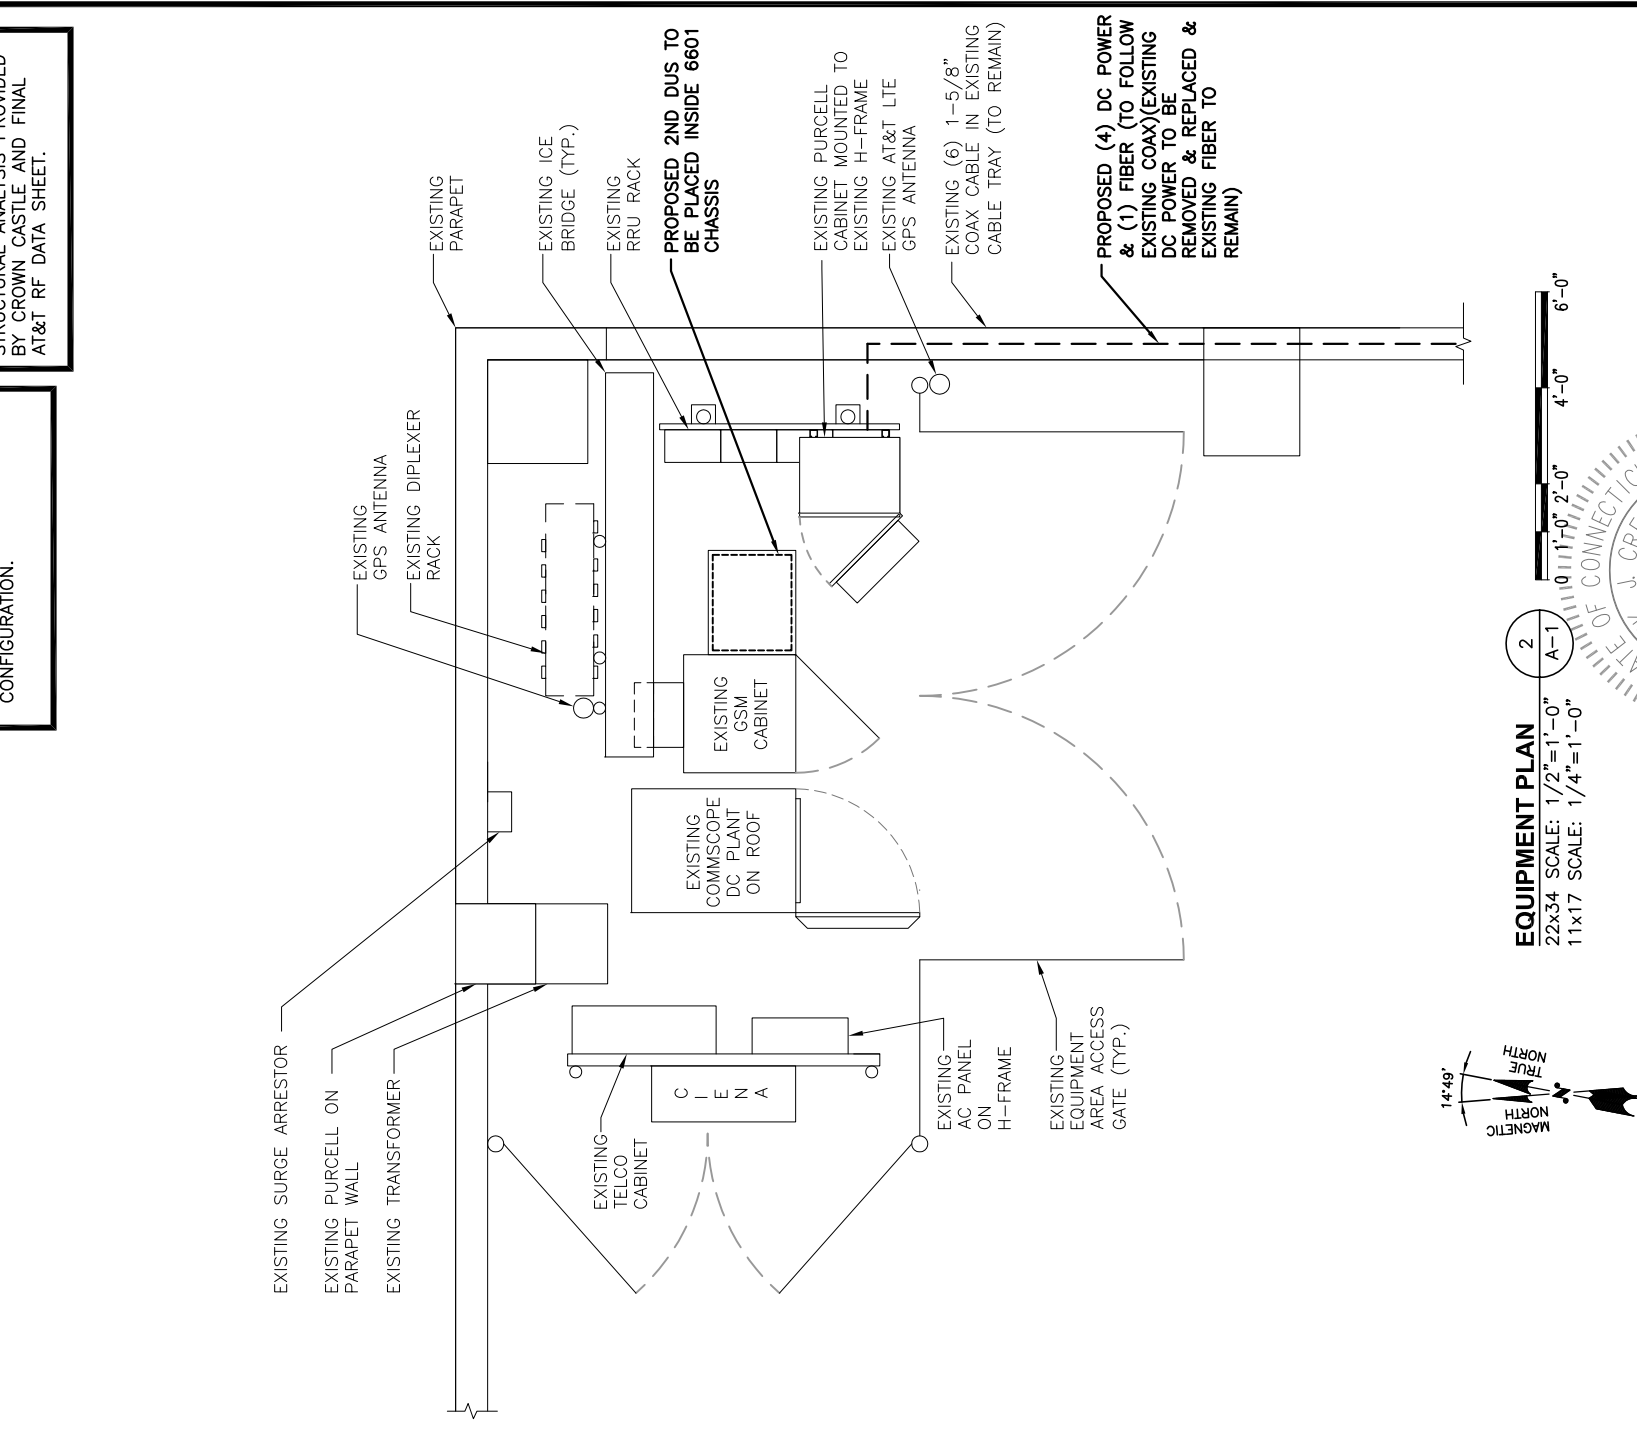 STRUCTURAL ANALYSIS PROVIDED
BY CROWN CASTLE AND FINAL
AT&T RF DATA SHEET.
CONFIGURATION.
EXISTING SURGE ARRESTOR
EXISTING PURCELL ON
PARAPET WALL
EXISTING TRANSFORMER
EXISTING
GPS ANTENNA
EXISTING DIPLEXER
RACK
EXISTING
PARAPET
EXISTING ICE
BRIDGE (TYP.)
EXISTING
RRU RACK
PROPOSED 2ND DUS TO
BE PLACED INSIDE 6601
CHASSIS
EXISTING PURCELL
CABINET MOUNTED TO
EXISTING H-FRAME
EXISTING AT&T LTE
GPS ANTENNA
EXISTING (6) 1-5/8"
COAX CABLE IN EXISTING
CABLE TRAY (TO REMAIN)
PROPOSED (4) DC POWER
& (1) FIBER (TO FOLLOW
EXISTING COAX)(EXISTING
DC POWER TO BE
REMOVED & REPLACED &
EXISTING FIBER TO
REMAIN)
EXISTING
GSM
CABINET
EXISTING
COMMSCOPE
DC PLANT
ON ROOF
CIENA
EXISTING
TELCO
CABINET
EXISTING
AC PANEL
ON
H-FRAME
EXISTING
EQUIPMENT
AREA ACCESS
GATE (TYP.)
EQUIPMENT PLAN
22x34 SCALE: 1/2"=1'-0"
11x17 SCALE: 1/4"=1'-0"
2
A-1
0 1'-0" 2'-0" 4'-0" 6'-0"
14°49'
MAGNETIC
NORTH
TRUE
NORTH
N
OF CONNECTIC
J. CRE